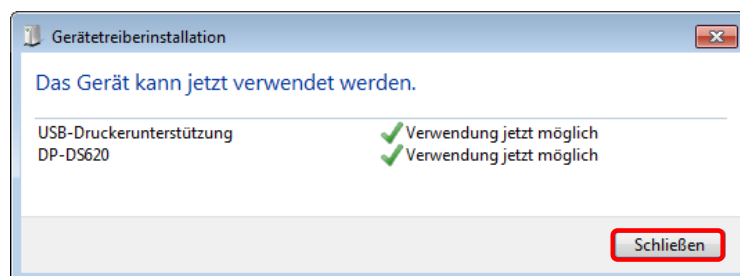 Gerätetreiberinstallation
Das Gerät kann jetzt verwendet werden.
USB-Druckerunterstützung Verwendung jetzt möglich
DP-DS620 Verwendung jetzt möglich
Schließen